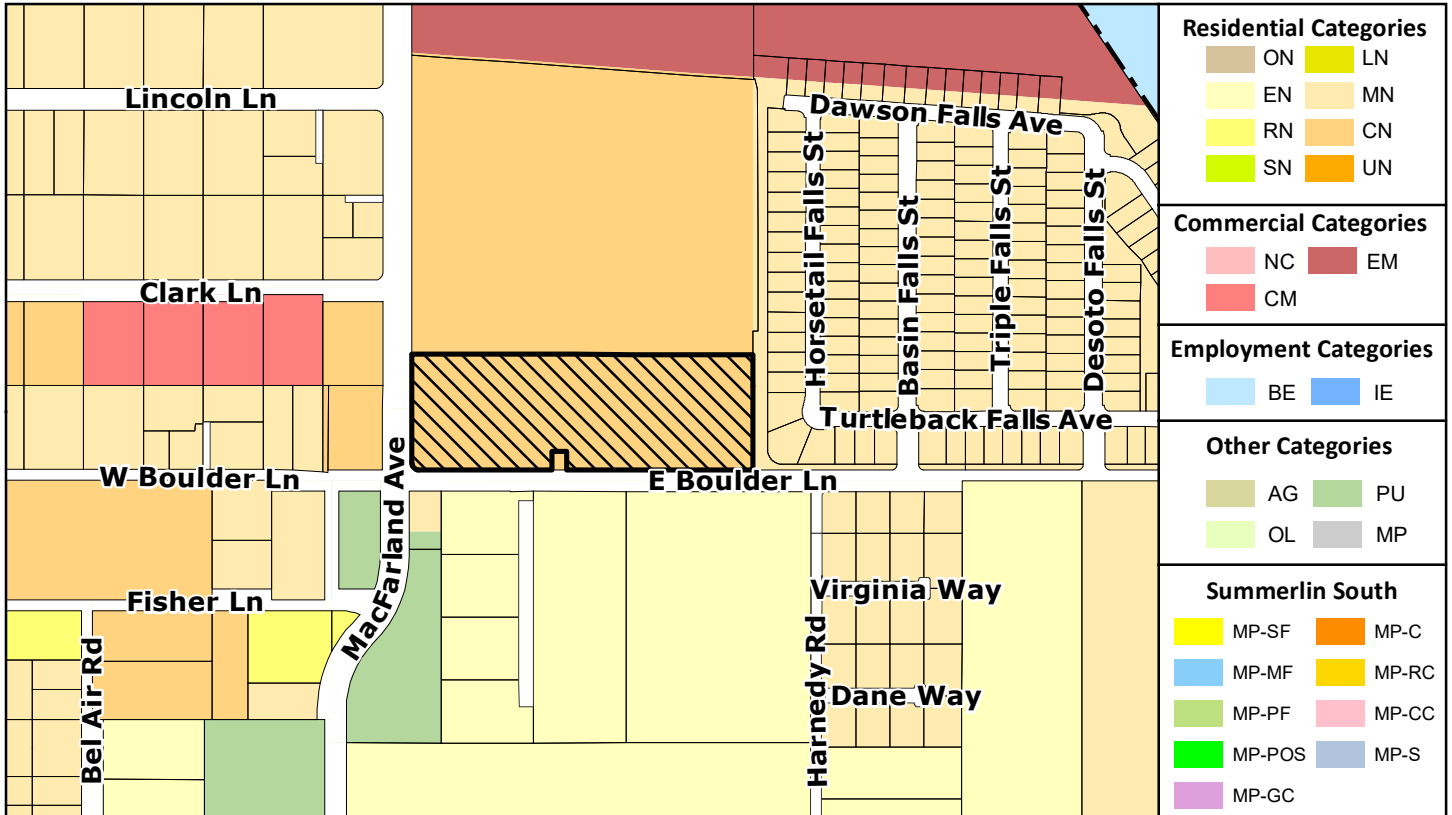 Lincoln Ln
Clark Ln
W Boulder Ln
Fisher Ln
Bel Air Rd
MacFarland Ave
E Boulder Ln
Dawson Falls Ave
Horsetail Falls St
Basin Falls St
Triple Falls St
Desoto Falls St
Turtleback Falls Ave
Virginia Way
Harnedy Rd
Dane Way
Residential Categories
ON LN
EN MN
RN CN
SN UN
Commercial Categories
NC EM
CM
Employment Categories
BE IE
Other Categories
AG PU
OL MP
Summerlin South
MP-SF MP-C
MP-MF MP-RC
MP-PF MP-CC
MP-POS MP-S
MP-GC